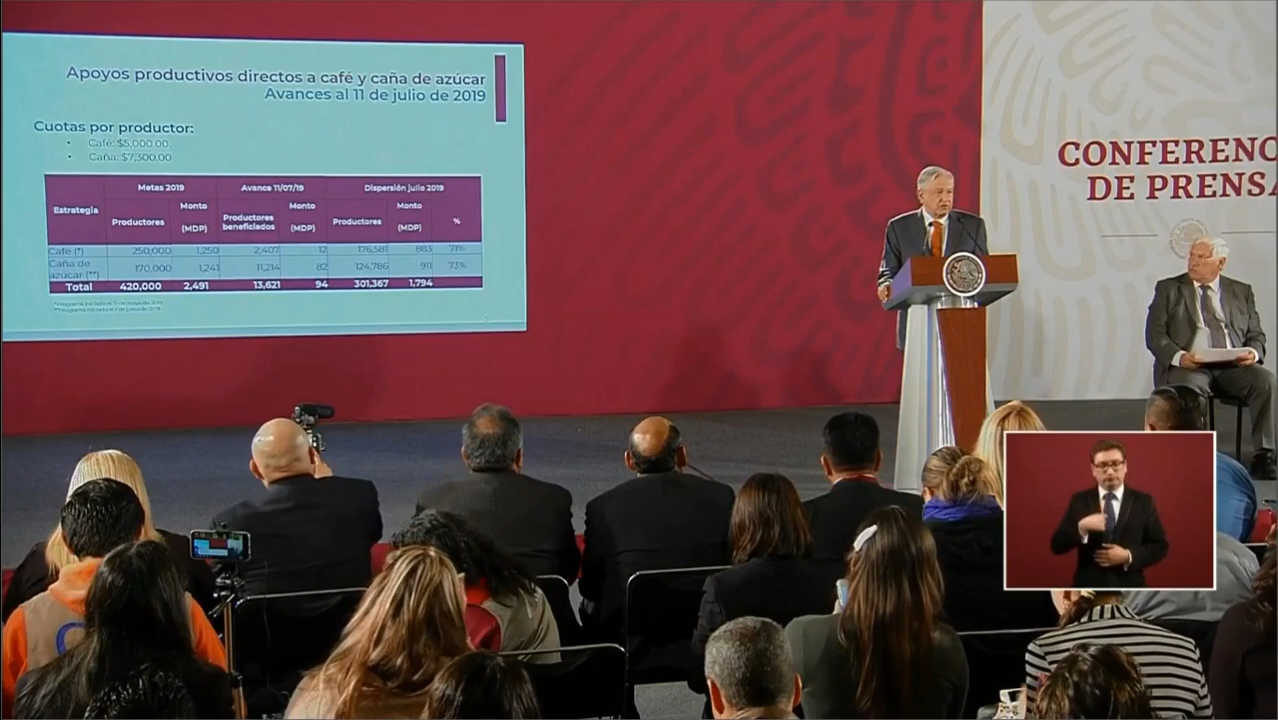 Apoyos productivos directos a café y caña de azúcar
Avances al 11 de julio de 2019
Cuotas por productor:
• Café: $5,000.00.
• Caña: $7,300.00
Estrategia Metas 2019 Avance 11/07/19 Dispersión julio 2019
Productores Monto (MDP) Productores beneficiados Monto (MDP) Productores Monto (MDP) %
Café (*) 250,000 1,250 2,407 12 176,581 883 71%
Caña de azúcar (**) 170,000 1,241 11,214 82 124,786 911 73%
Total 420,000 2,491 13,621 94 301,367 1,794
CONFERENC
DE PRENSA